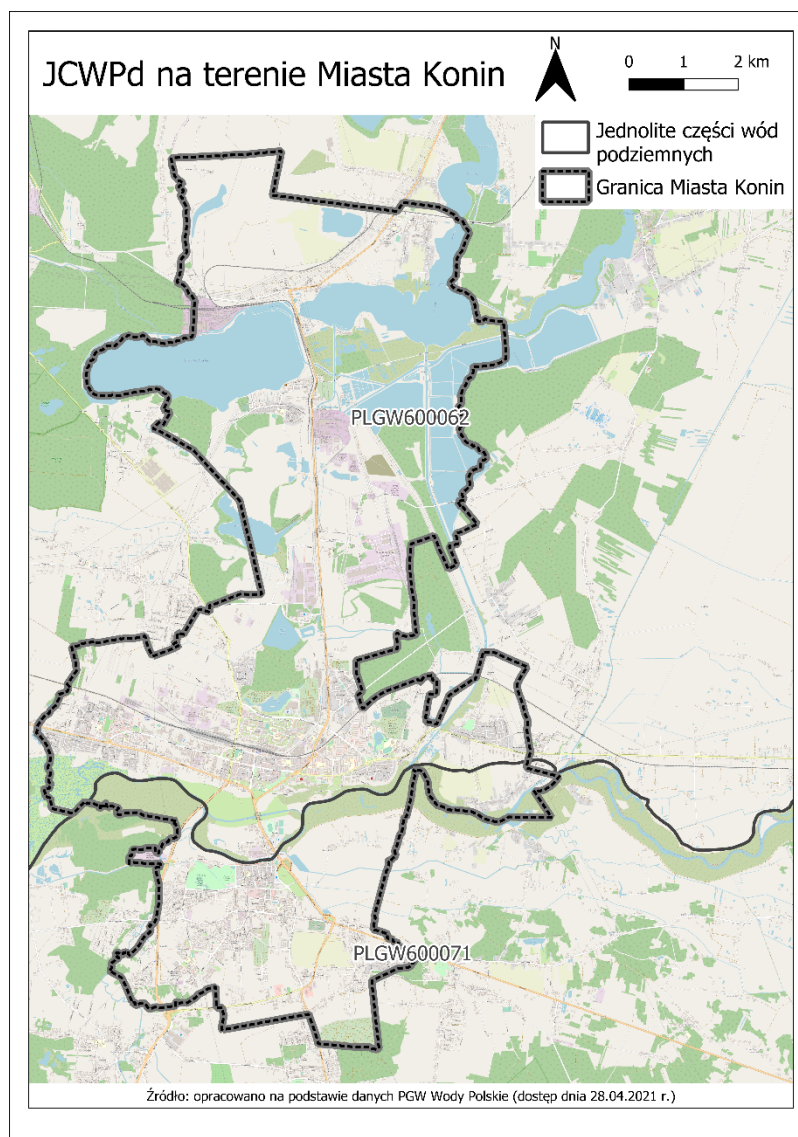 JCWPd na terenie Miasta Konin
N
0 1 2 km
Jednolite części wód
podziemnych
Granica Miasta Konin
PLGW600062
PLGW600071
Źródło: opracowano na podstawie danych PGW Wody Polskie (dostęp dnia 28.04.2021 r.)